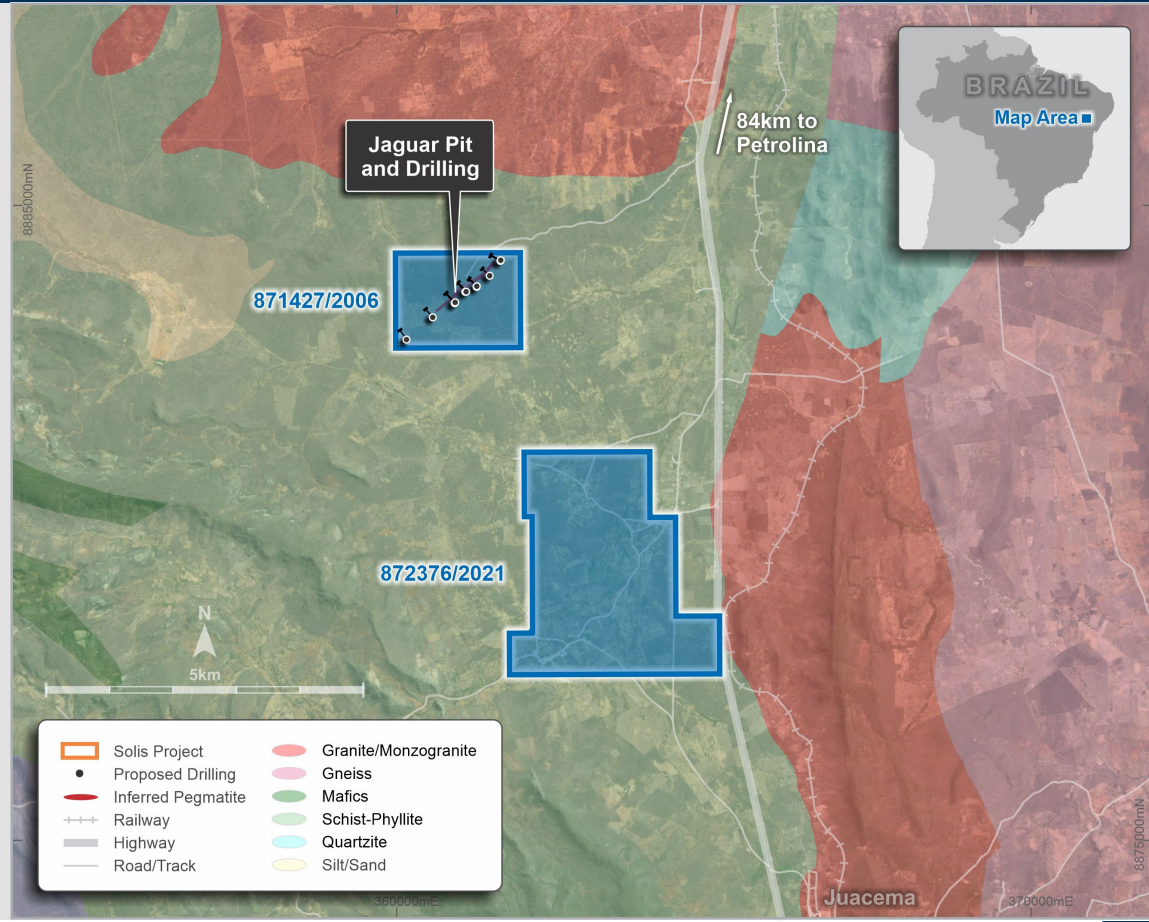 BRAZIL
Map Area
84km to
Petrolina
Jaguar Pit
and Drilling
8885000mN
871427/2006
872376/2021
N
5km
Solis Project
Proposed Drilling
Inferred Pegmatite
Railway
Highway
Road/Track
Granite/Monzogranite
Gneiss
Mafics
Schist-Phyllite
Quartzite
Silt/Sand
8875000mN
360000mE
Juacema
370000mE